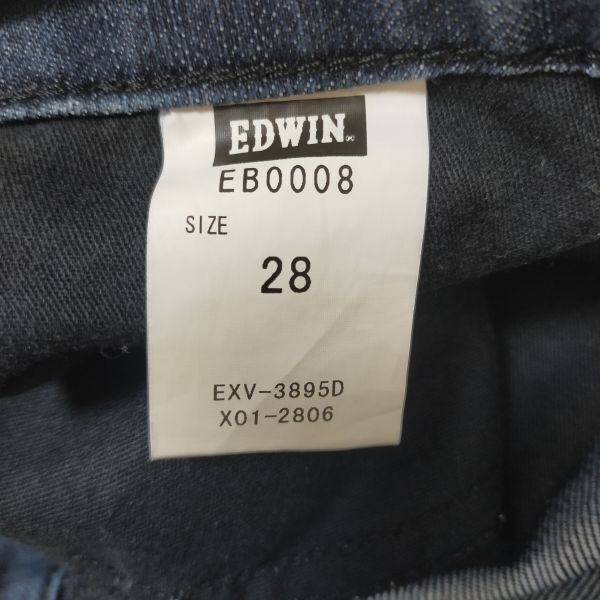 EDWIN
EB0008
SIZE
28
EXV-3895D
X01-2806